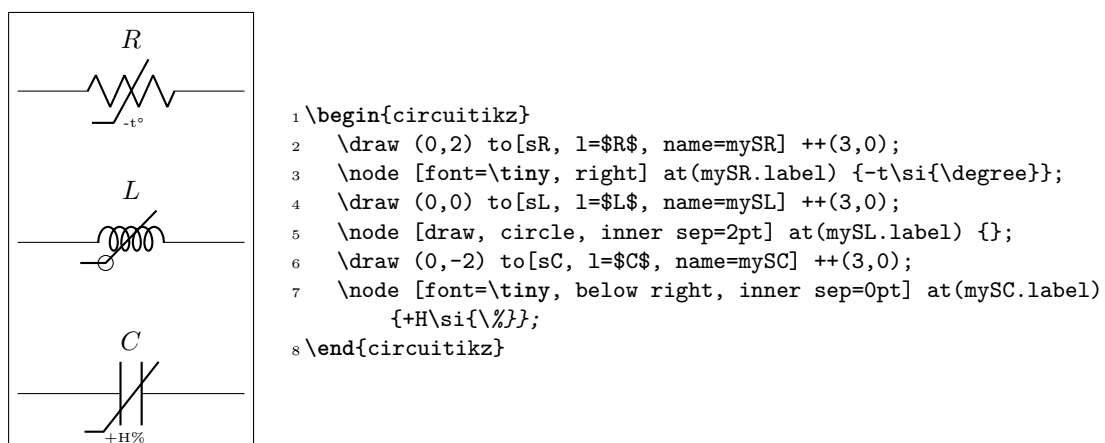 R
-t°
L
C
+H%
1 \begin{circuitikz}
2 \draw (0,2) to[sR, l=$R$, name=mySR] ++(3,0);
3 \node [font=\tiny, right] at(mySR.label) {-t\si{\degree}};
4 \draw (0,0) to[sL, l=$L$, name=mySL] ++(3,0);
5 \node [draw, circle, inner sep=2pt] at(mySL.label) {};
6 \draw (0,-2) to[sC, l=$C$, name=mySC] ++(3,0);
7 \node [font=\tiny, below right, inner sep=0pt] at(mySC.label)
{+H\si{\%}};
8 \end{circuitikz}